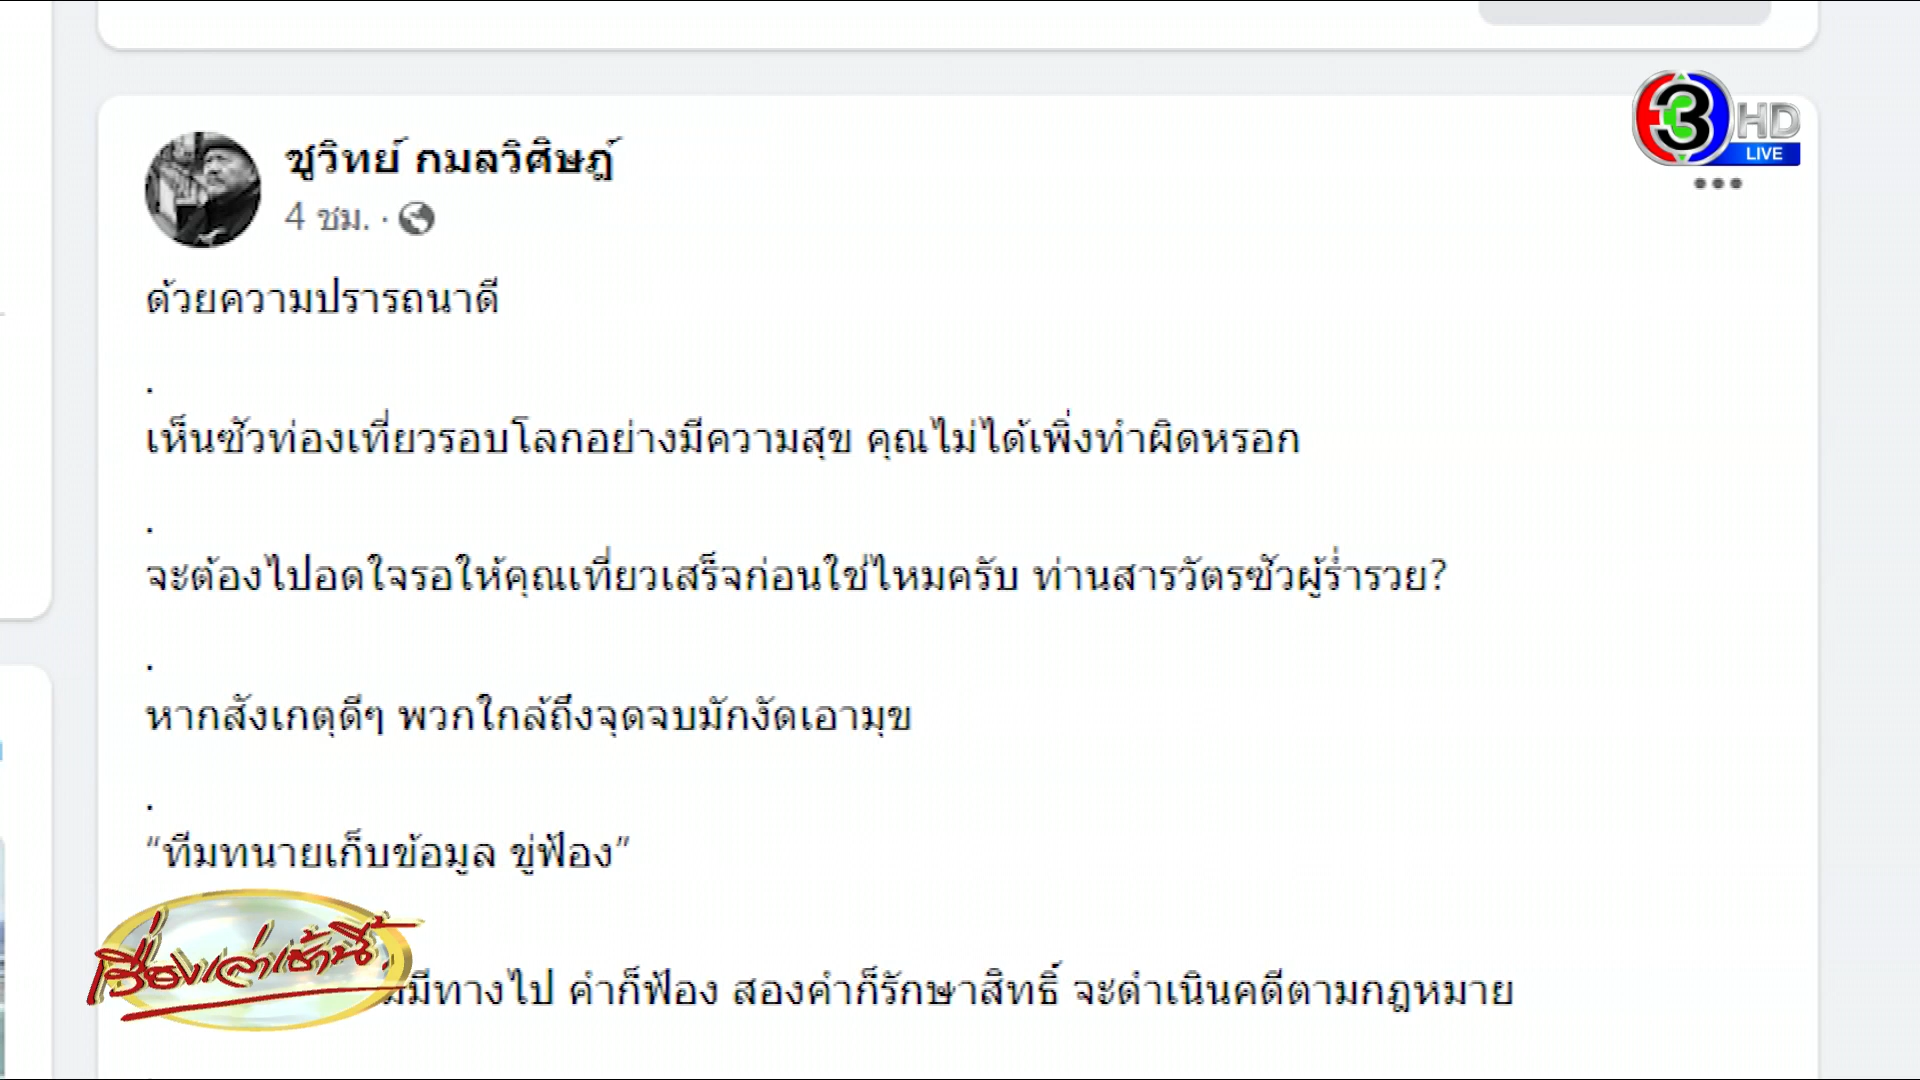 3 HD
LIVE
ชูวิทย์ กมลวิศิษฎ์
4 ชม. ·
ด้วยความปรารถนาดี
.
เห็นซัวท่องเที่ยวรอบโลกอย่างมีความสุข คุณไม่ได้เพิ่งทำผิดหรอก
.
จะต้องไปอดใจรอให้คุณเที่ยวเสร็จก่อนใช่ไหมครับ ท่านสารวัตรซัวผู้ร่ำรวย?
.
หากสังเกตุดีๆ พวกใกล้ถึงจุดจบมักงัดเอามุข
.
“ทีมทนายเก็บข้อมูล ขู่ฟ้อง”
เรื่องเล่าเช้านี้
มีทางไป คำก็ฟ้อง สองคำก็รักษาสิทธิ์ จะดำเนินคดีตามกฎหมาย